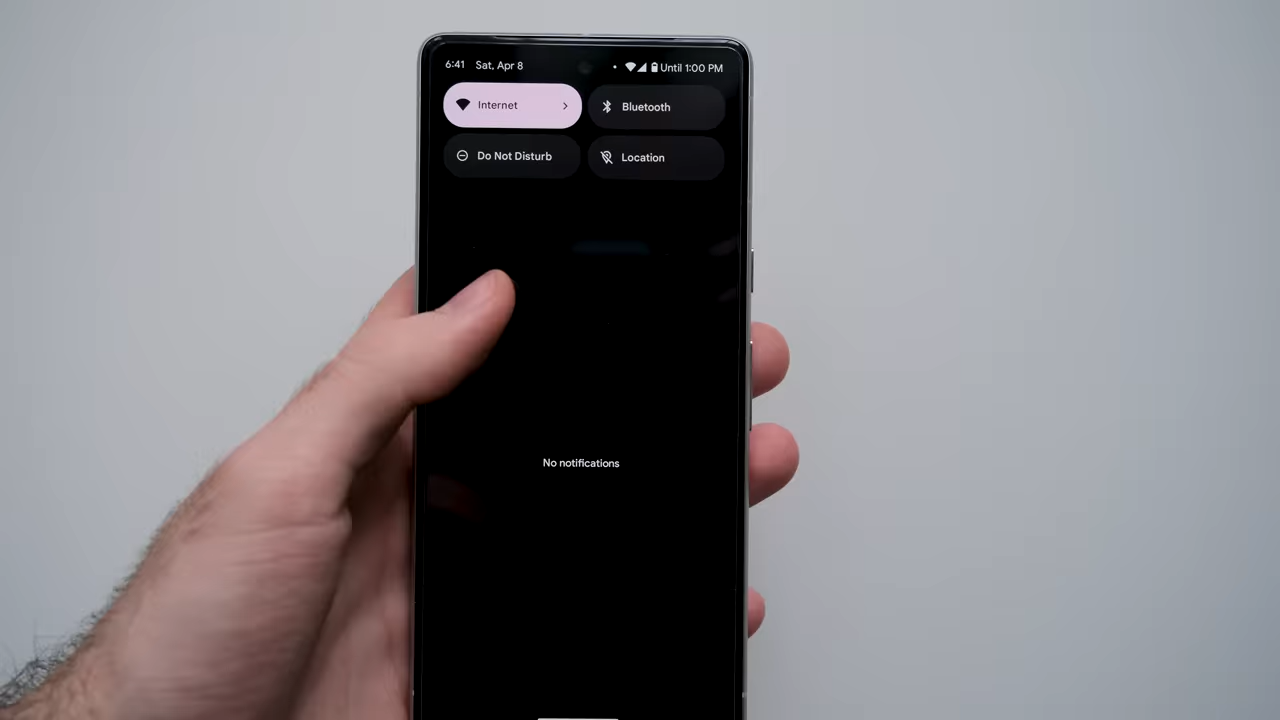 6:41 Sat, Apr 8 Until 1:00 PM
Internet Bluetooth
Do Not Disturb Location
No notifications